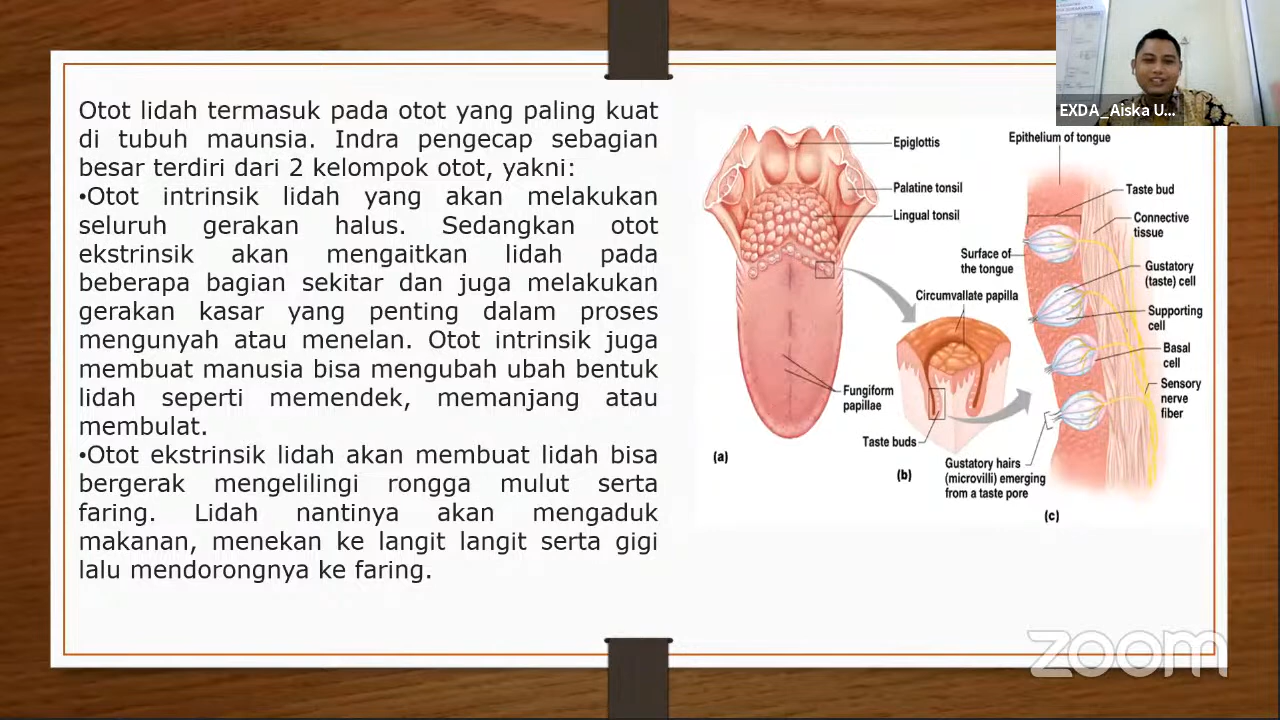 Otot lidah termasuk pada otot yang paling kuat
di tubuh maunsia. Indra pengecap sebagian
besar terdiri dari 2 kelompok otot, yakni:
•Otot intrinsik lidah yang akan melakukan
seluruh gerakan halus. Sedangkan otot
ekstrinsik akan mengaitkan lidah pada
beberapa bagian sekitar dan juga melakukan
gerakan kasar yang penting dalam proses
mengunyah atau menelan. Otot intrinsik juga
membuat manusia bisa mengubah ubah bentuk
lidah seperti memendek, memanjang atau
membulat.
•Otot ekstrinsik lidah akan membuat lidah bisa
bergerak mengelilingi rongga mulut serta
faring. Lidah nantinya akan mengaduk
makanan, menekan ke langit langit serta gigi
lalu mendorongnya ke faring.
Epiglottis
Palatine tonsil
Lingual tonsil
Fungiform
papillae
(a)
Circumvallate papilla
Taste buds
(b)
Epithelium of tongue
Taste bud
Connective
tissue
Surface of
the tongue
Gustatory
(taste) cell
Supporting
cell
Basal
cell
Sensory
nerve
fiber
Gustatory hairs
(microvilli) emerging
from a taste pore
(c)
EXDA_Aiska U...
zoom